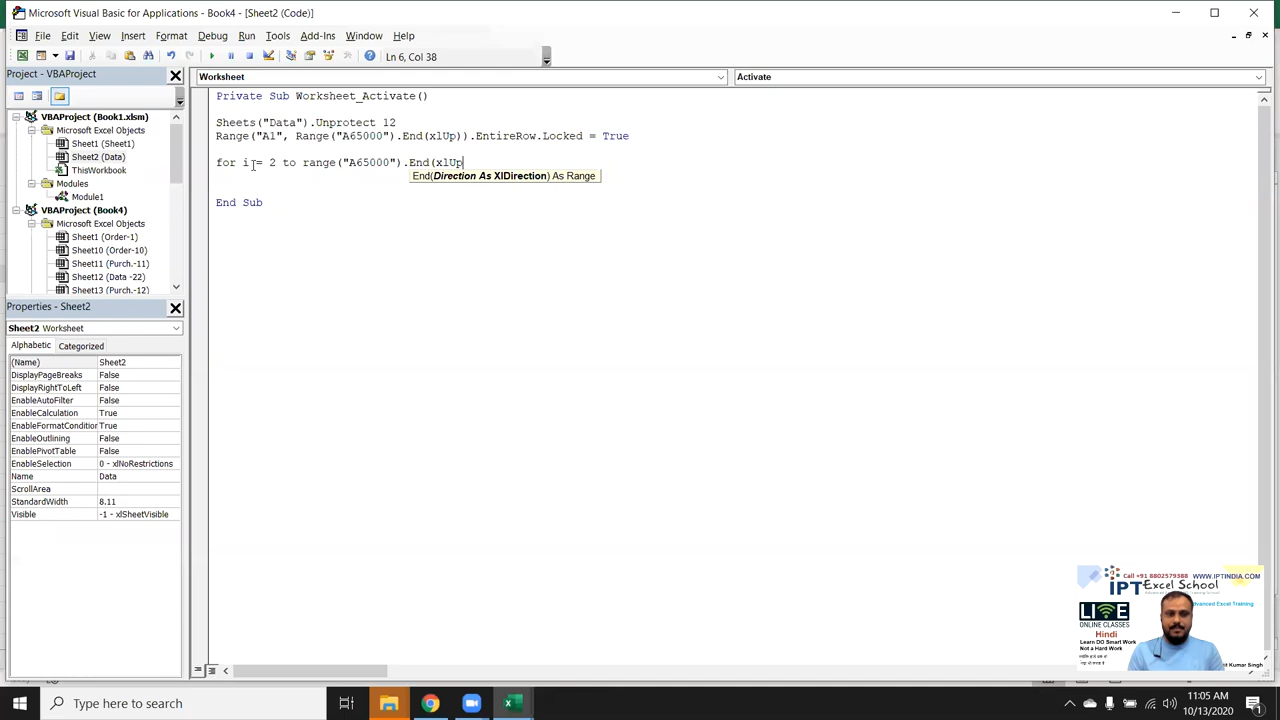 Microsoft Visual Basic for Applications - Book4 - [Sheet2 (Code)]
File Edit View Insert Format Debug Run Tools Add-Ins Window Help
Ln 6, Col 38
Project - VBAProject
Worksheet
Activate
VBAProject (Book1.xlsm)
Microsoft Excel Objects
Sheet1 (Sheet1)
Sheet2 (Data)
ThisWorkbook
Modules
Module1
VBAProject (Book4)
Microsoft Excel Objects
Sheet1 (Order-1)
Sheet10 (Order-10)
Sheet11 (Purch.-11)
Sheet12 (Data -22)
Sheet13 (Purch.-12)
Private Sub Worksheet_Activate()
Sheets("Data").Unprotect 12
Range("A1", Range("A65000").End(xlUp)).EntireRow.Locked = True
for i = 2 to range("A65000").End(xlUp
End(Direction As XlDirection) As Range
End Sub
Properties - Sheet2
Sheet2 Worksheet
Alphabetic Categorized
(Name) Sheet2
DisplayPageBreaks False
DisplayRightToLeft False
EnableAutoFilter False
EnableCalculation True
EnableFormatCondition True
EnableOutlining False
EnablePivotTable False
EnableSelection 0 - xlNoRestrictions
Name Data
ScrollArea
StandardWidth 8.11
Visible -1 - xlSheetVisible
Call +91 8802579388 WWW.IPTINDIA.COM
IPT Excel School
LIVE
ONLINE CLASSES
Hindi
Learn DO Smart Work
Not a Hard Work
dvanced Excel Training
it Kumar Singh
Type here to search
11:05 AM
10/13/2020